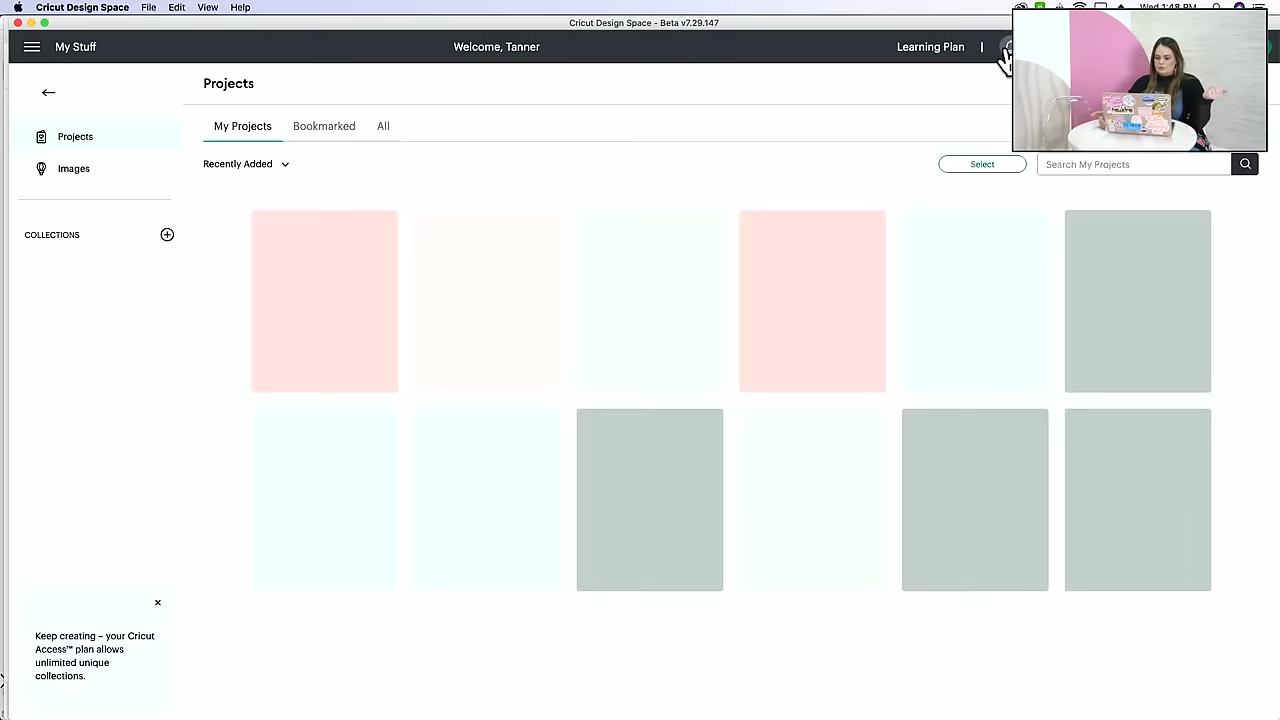 Cricut Design Space File Edit View Help Wed 1:48 PM
Cricut Design Space - Beta v7.29.147
My Stuff Welcome, Tanner Learning Plan |
Projects
Projects
Images
My Projects Bookmarked All
Recently Added Select Search My Projects
COLLECTIONS
Keep creating – your Cricut
Access™ plan allows
unlimited unique
collections.